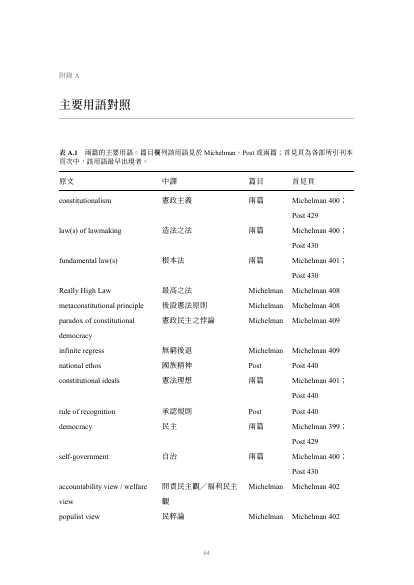 附錄 A
主要用語對照
表 A.1 兩篇的主要用語。篇目欄列該用語見於 Michelman、Post 或兩篇；首見頁為各部所引刊本
頁次中，該用語最早出現者。
原文 中譯 篇目 首見頁
constitutionalism 憲政主義 兩篇 Michelman 400；
Post 429
law(s) of lawmaking 造法之法 兩篇 Michelman 400；
Post 430
fundamental law(s) 根本法 兩篇 Michelman 401；
Post 430
Really High Law 最高之法 Michelman Michelman 408
metaconstitutional principle 後設憲法原則 Michelman Michelman 408
paradox of constitutional 憲政民主之悖論 Michelman Michelman 409
democracy
infinite regress 無窮後退 Michelman Michelman 409
national ethos 國族精神 Post Post 440
constitutional ideals 憲法理想 兩篇 Michelman 401；
Post 440
rule of recognition 承認規則 Post Post 440
democracy 民主 兩篇 Michelman 399；
Post 429
self-government 自治 兩篇 Michelman 400；
Post 430
accountability view / welfare 問責民主觀／福利民主 Michelman Michelman 402
view 觀
populist view 民粹論 Michelman Michelman 402
64